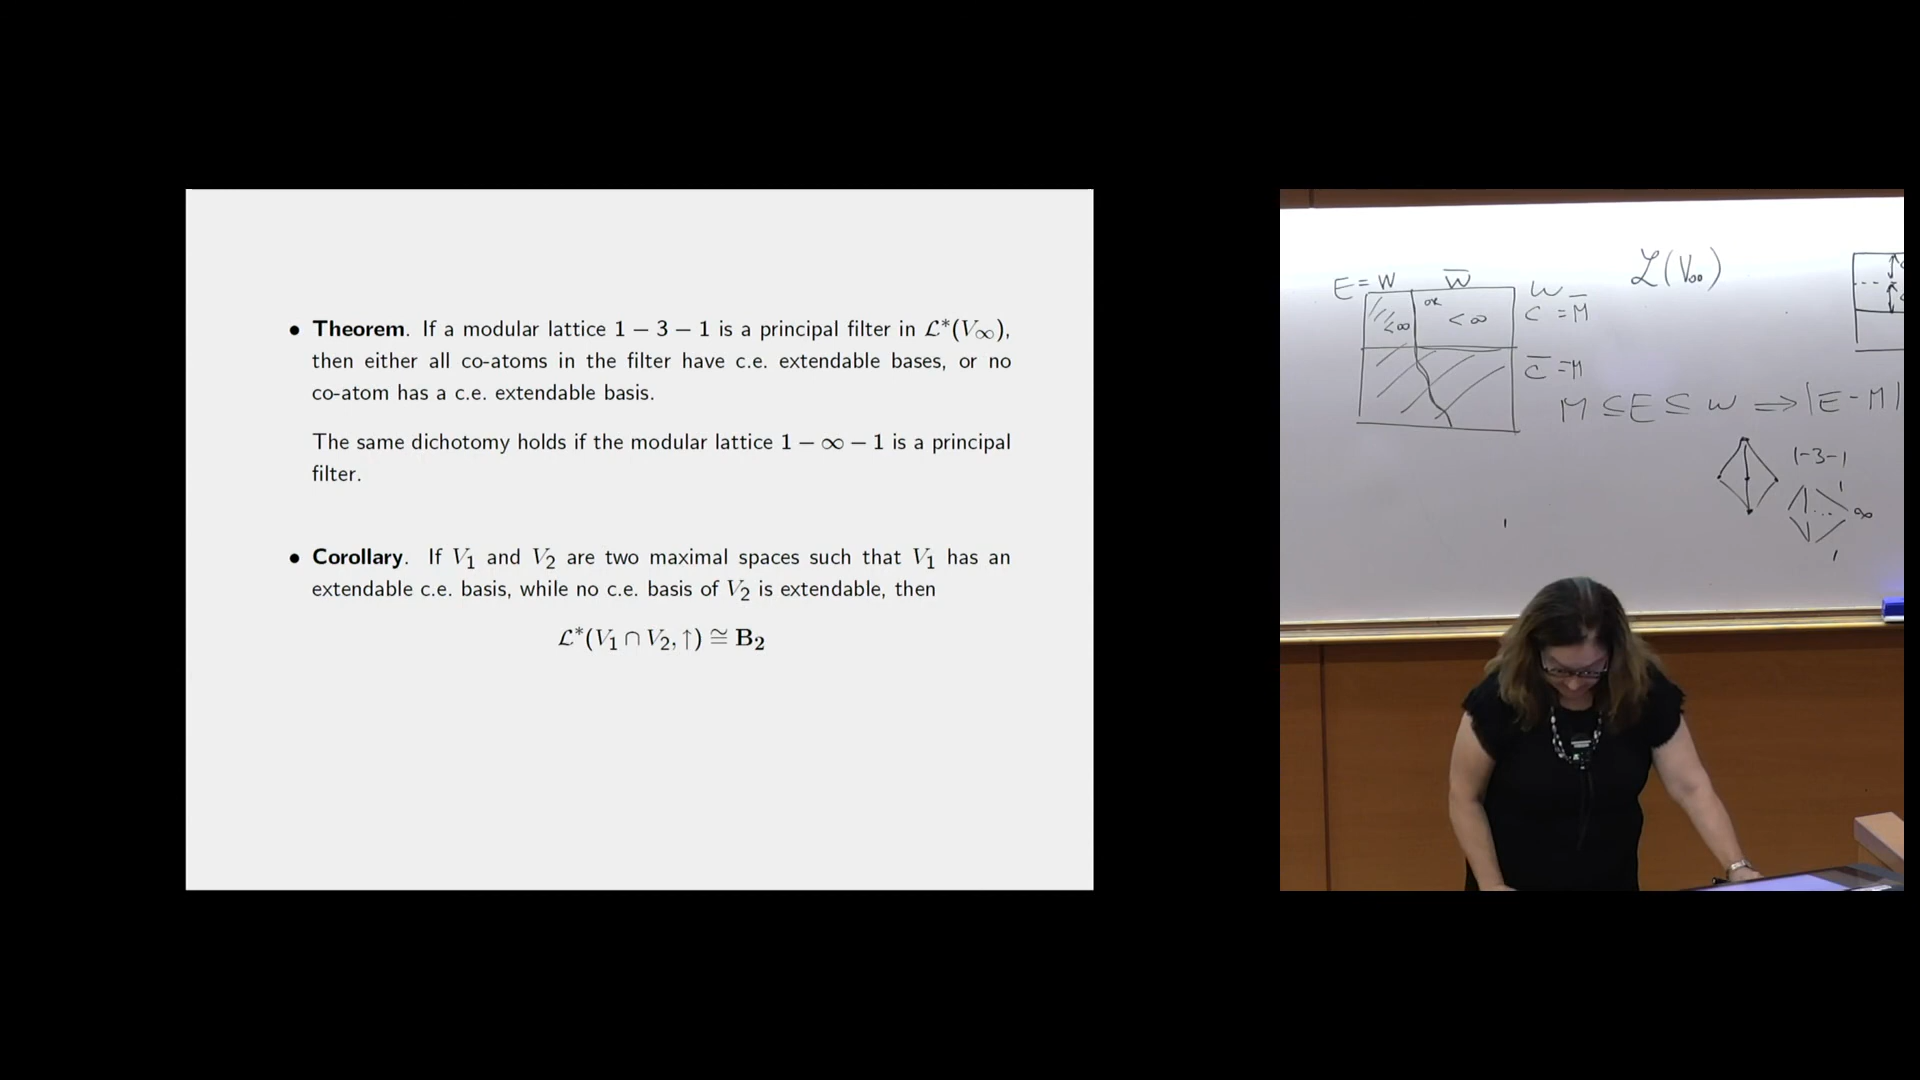 • Theorem. If a modular lattice 1 − 3 − 1 is a principal filter in ℒ*(V∞),
then either all co-atoms in the filter have c.e. extendable bases, or no
co-atom has a c.e. extendable basis.
The same dichotomy holds if the modular lattice 1 − ∞ − 1 is a principal
filter.
• Corollary. If V₁ and V₂ are two maximal spaces such that V₁ has an
extendable c.e. basis, while no c.e. basis of V₂ is extendable, then
ℒ*(V₁ ∩ V₂, ↑) ≅ B₂
ℒ(V∞)
E = W W̅ ω
<∞ or <∞ C = M̅
C̅ = M
M ⊆ E ⊆ ω ⟹ |E - M|
1-3-1
1
... ∞
1